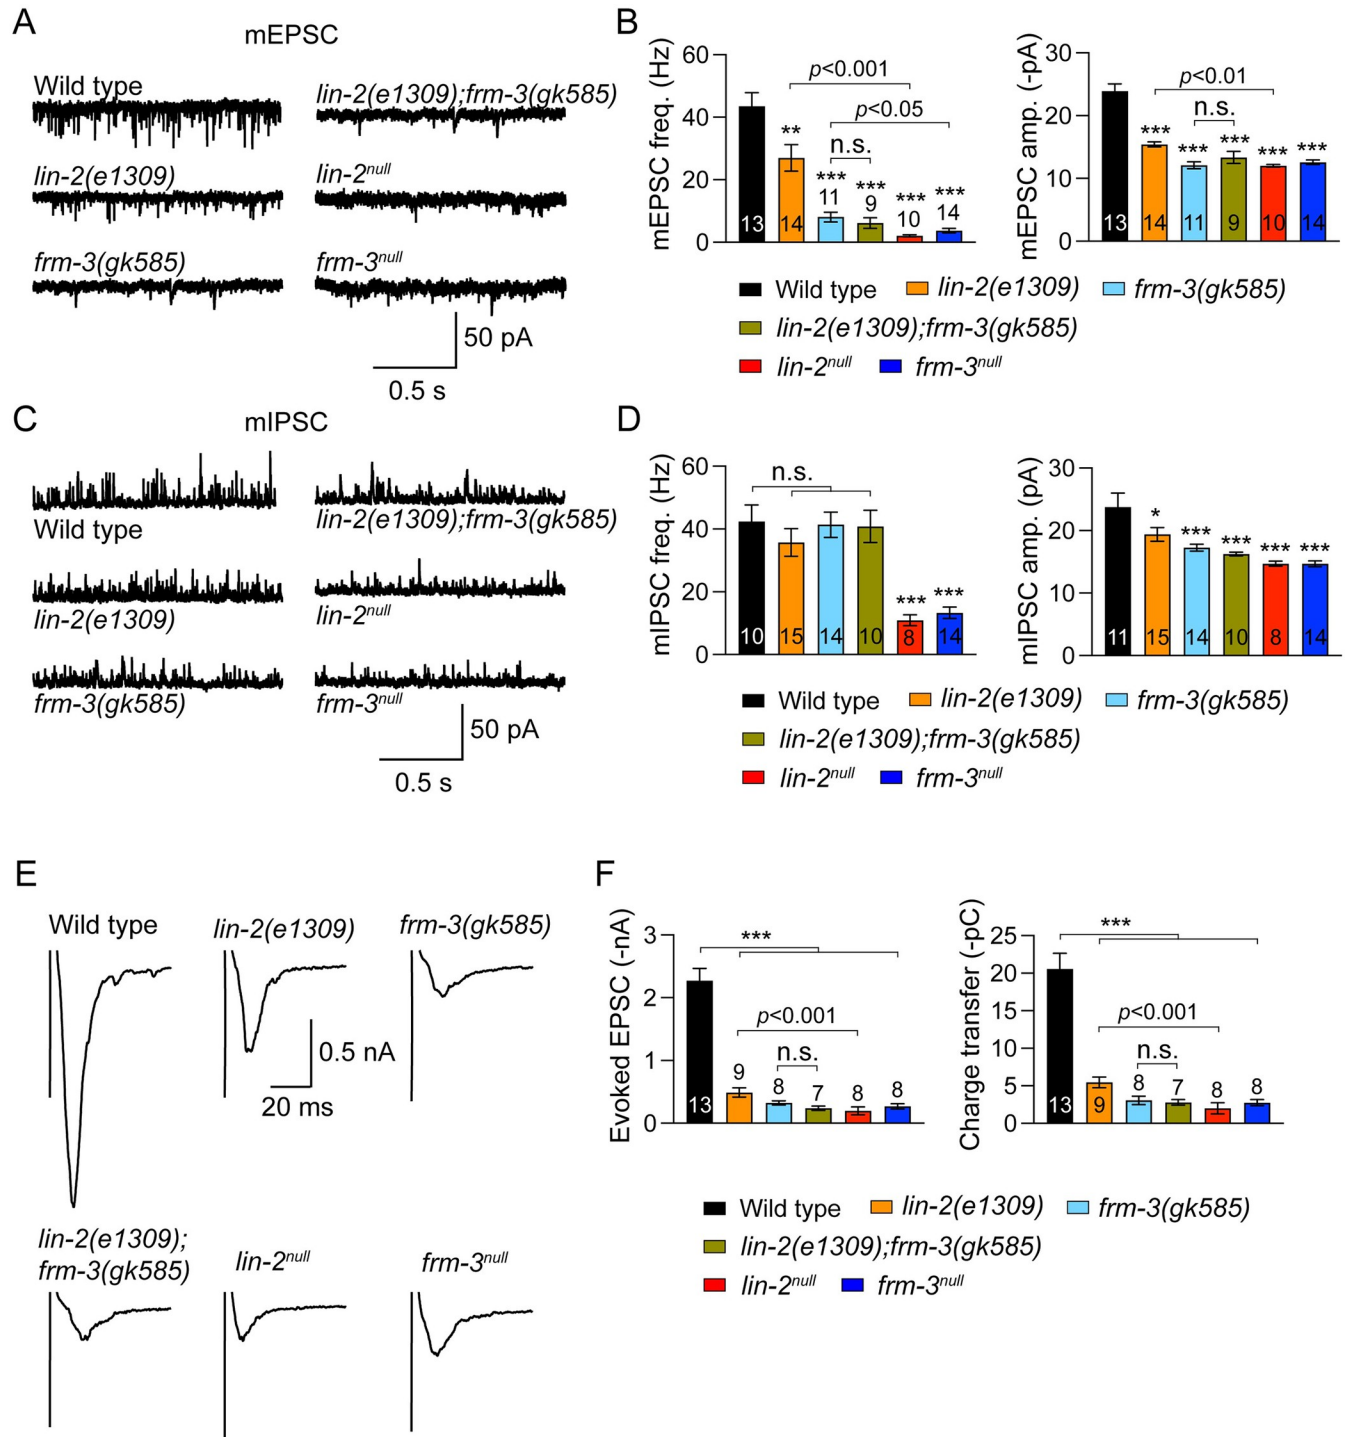 A
mEPSC
Wild type
lin-2(e1309);frm-3(gk585)
lin-2(e1309)
lin-2null
frm-3(gk585)
frm-3null
50 pA
0.5 s
B
mEPSC freq. (Hz)
60
40
20
0
p<0.001
p<0.05
n.s.
**
***
***
***
***
13
14
11
9
10
14
mEPSC amp. (-pA)
30
20
10
0
p<0.01
n.s.
***
***
***
***
***
13
14
11
9
10
14
Wild type
lin-2(e1309)
frm-3(gk585)
lin-2(e1309);frm-3(gk585)
lin-2null
frm-3null
C
mIPSC
Wild type
lin-2(e1309);frm-3(gk585)
lin-2(e1309)
lin-2null
frm-3(gk585)
frm-3null
50 pA
0.5 s
D
mIPSC freq. (Hz)
60
40
20
0
n.s.
***
***
10
15
14
10
8
14
mIPSC amp. (pA)
30
20
10
0
*
***
***
***
***
11
15
14
10
8
14
Wild type
lin-2(e1309)
frm-3(gk585)
lin-2(e1309);frm-3(gk585)
lin-2null
frm-3null
E
Wild type
lin-2(e1309)
frm-3(gk585)
0.5 nA
20 ms
lin-2(e1309);
frm-3(gk585)
lin-2null
frm-3null
F
Evoked EPSC (-nA)
3
2
1
0
***
p<0.001
n.s.
13
9
8
7
8
8
Charge transfer (-pC)
25
20
15
10
5
0
***
p<0.001
n.s.
13
9
8
7
8
8
Wild type
lin-2(e1309)
frm-3(gk585)
lin-2(e1309);frm-3(gk585)
lin-2null
frm-3null